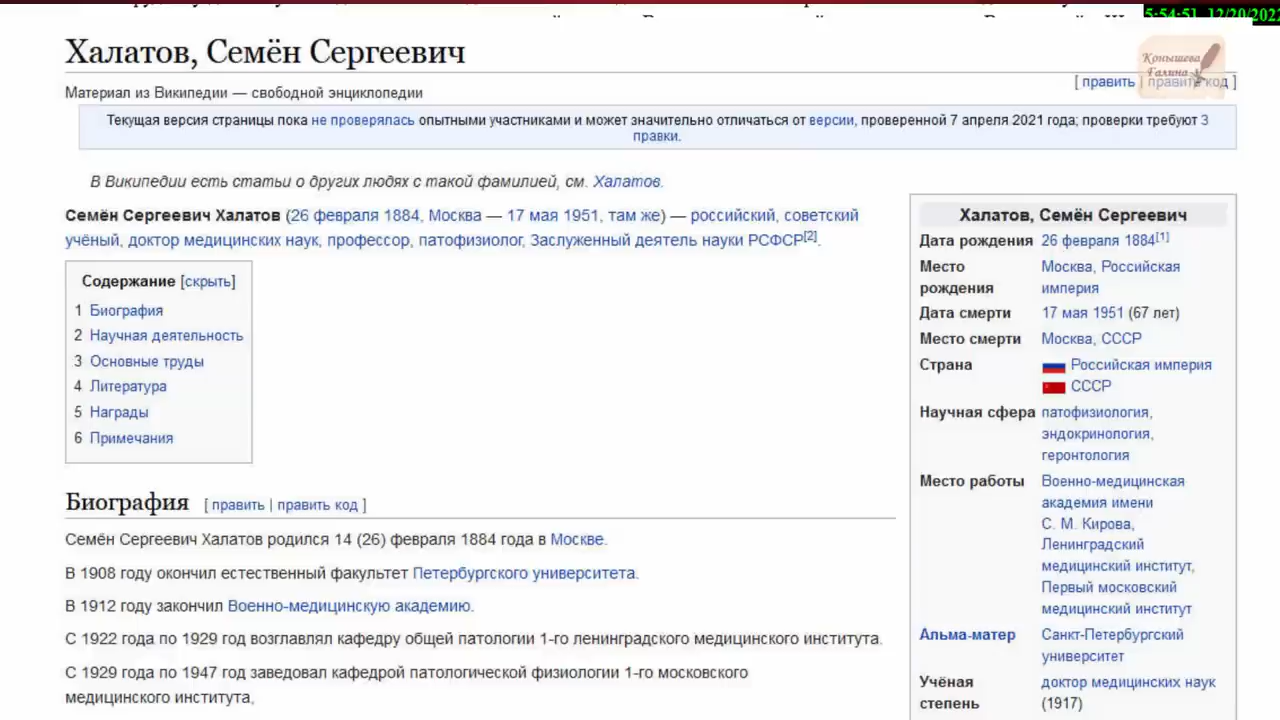 5:54:51 12/20/202
Халатов, Семён Сергеевич
Конышева
Галина
[ править | править код ]
Материал из Википедии — свободной энциклопедии
Текущая версия страницы пока не проверялась опытными участниками и может значительно отличаться от версии, проверенной 7 апреля 2021 года; проверки требуют 3
правки.
В Википедии есть статьи о других людях с такой фамилией, см. Халатов.
Семён Сергеевич Халатов (26 февраля 1884, Москва — 17 мая 1951, там же) — российский, советский
учёный, доктор медицинских наук, профессор, патофизиолог, Заслуженный деятель науки РСФСР[2].
Содержание [скрыть]
1 Биография
2 Научная деятельность
3 Основные труды
4 Литература
5 Награды
6 Примечания
Биография [ править | править код ]
Семён Сергеевич Халатов родился 14 (26) февраля 1884 года в Москве.
В 1908 году окончил естественный факультет Петербургского университета.
В 1912 году закончил Военно-медицинскую академию.
С 1922 года по 1929 год возглавлял кафедру общей патологии 1-го ленинградского медицинского института.
С 1929 года по 1947 год заведовал кафедрой патологической физиологии 1-го московского
медицинского института,
Халатов, Семён Сергеевич
Дата рождения 26 февраля 1884[1]
Место рождения Москва, Российская империя
Дата смерти 17 мая 1951 (67 лет)
Место смерти Москва, СССР
Страна Российская империя
СССР
Научная сфера патофизиология,
эндокринология,
геронтология
Место работы Военно-медицинская
академия имени
С. М. Кирова,
Ленинградский
медицинский институт,
Первый московский
медицинский институт
Альма-матер Санкт-Петербургский
университет
Учёная степень доктор медицинских наук
(1917)